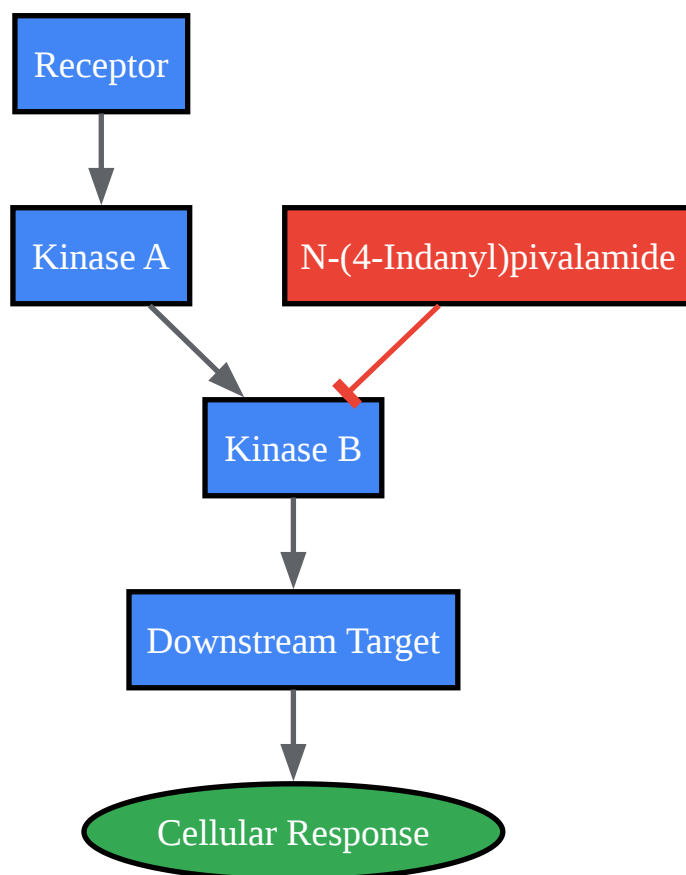 Receptor
Kinase A
N-(4-Indanyl)pivalamide
Kinase B
Downstream Target
Cellular Response